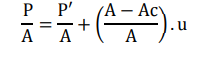 P/A = P′/A + ((A − Ac)/A).u